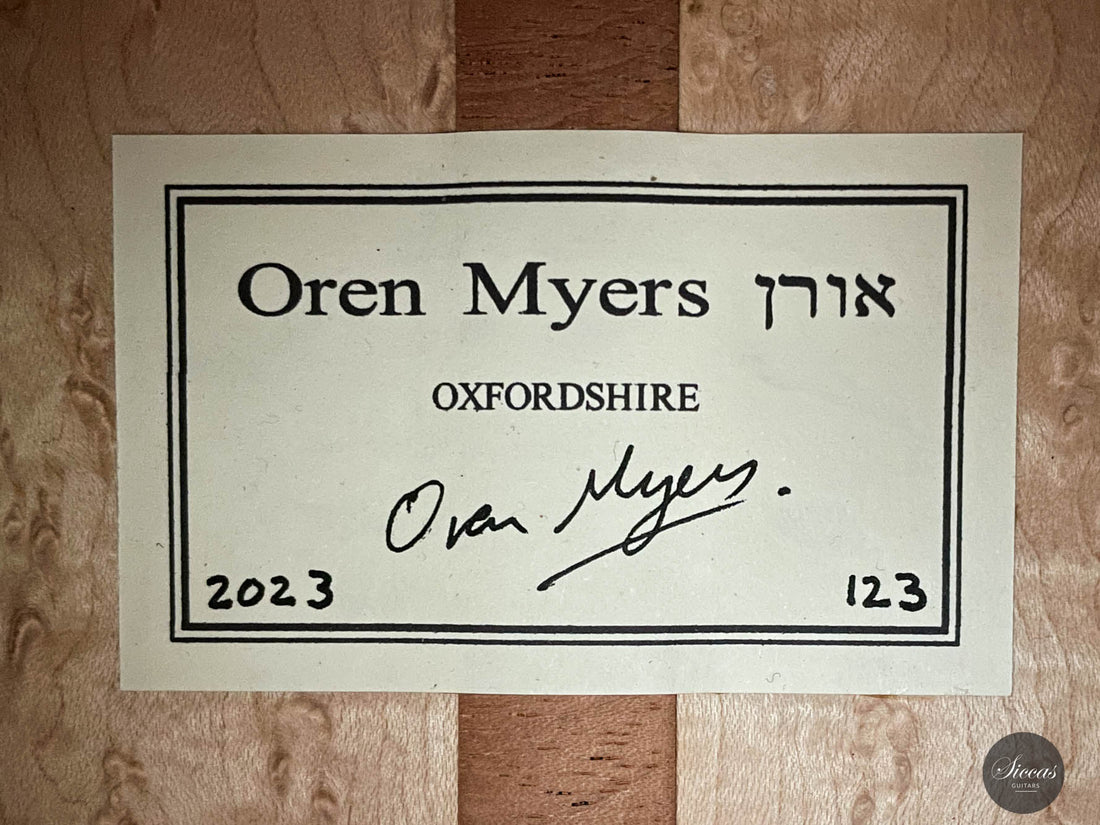 Oren Myers אורן
OXFORDSHIRE
Oren Myers.
2023 123
Siccas
GUITARS